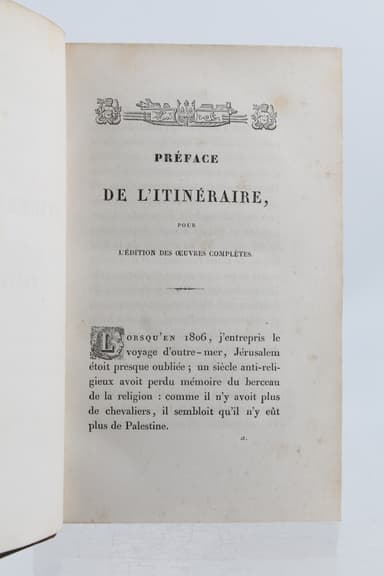 PRÉFACE
DE L'ITINÉRAIRE,
POUR
L'ÉDITION DES ŒUVRES COMPLÈTES.
LORSQU'EN 1806, j'entrepris le
voyage d'outre-mer, Jérusalem
étoit presque oubliée; un siècle anti-reli-
gieux avoit perdu mémoire du berceau
de la religion : comme il n'y avoit plus
de chevaliers, il sembloit qu'il n'y eût
plus de Palestine.